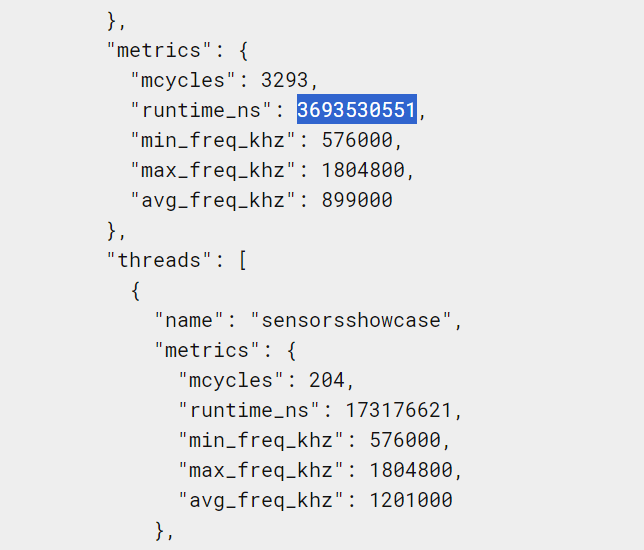 },
"metrics": {
"mcycles": 3293,
"runtime_ns": 3693530551,
"min_freq_khz": 576000,
"max_freq_khz": 1804800,
"avg_freq_khz": 899000
},
"threads": [
{
"name": "sensorsshowcase",
"metrics": {
"mcycles": 204,
"runtime_ns": 173176621,
"min_freq_khz": 576000,
"max_freq_khz": 1804800,
"avg_freq_khz": 1201000
},